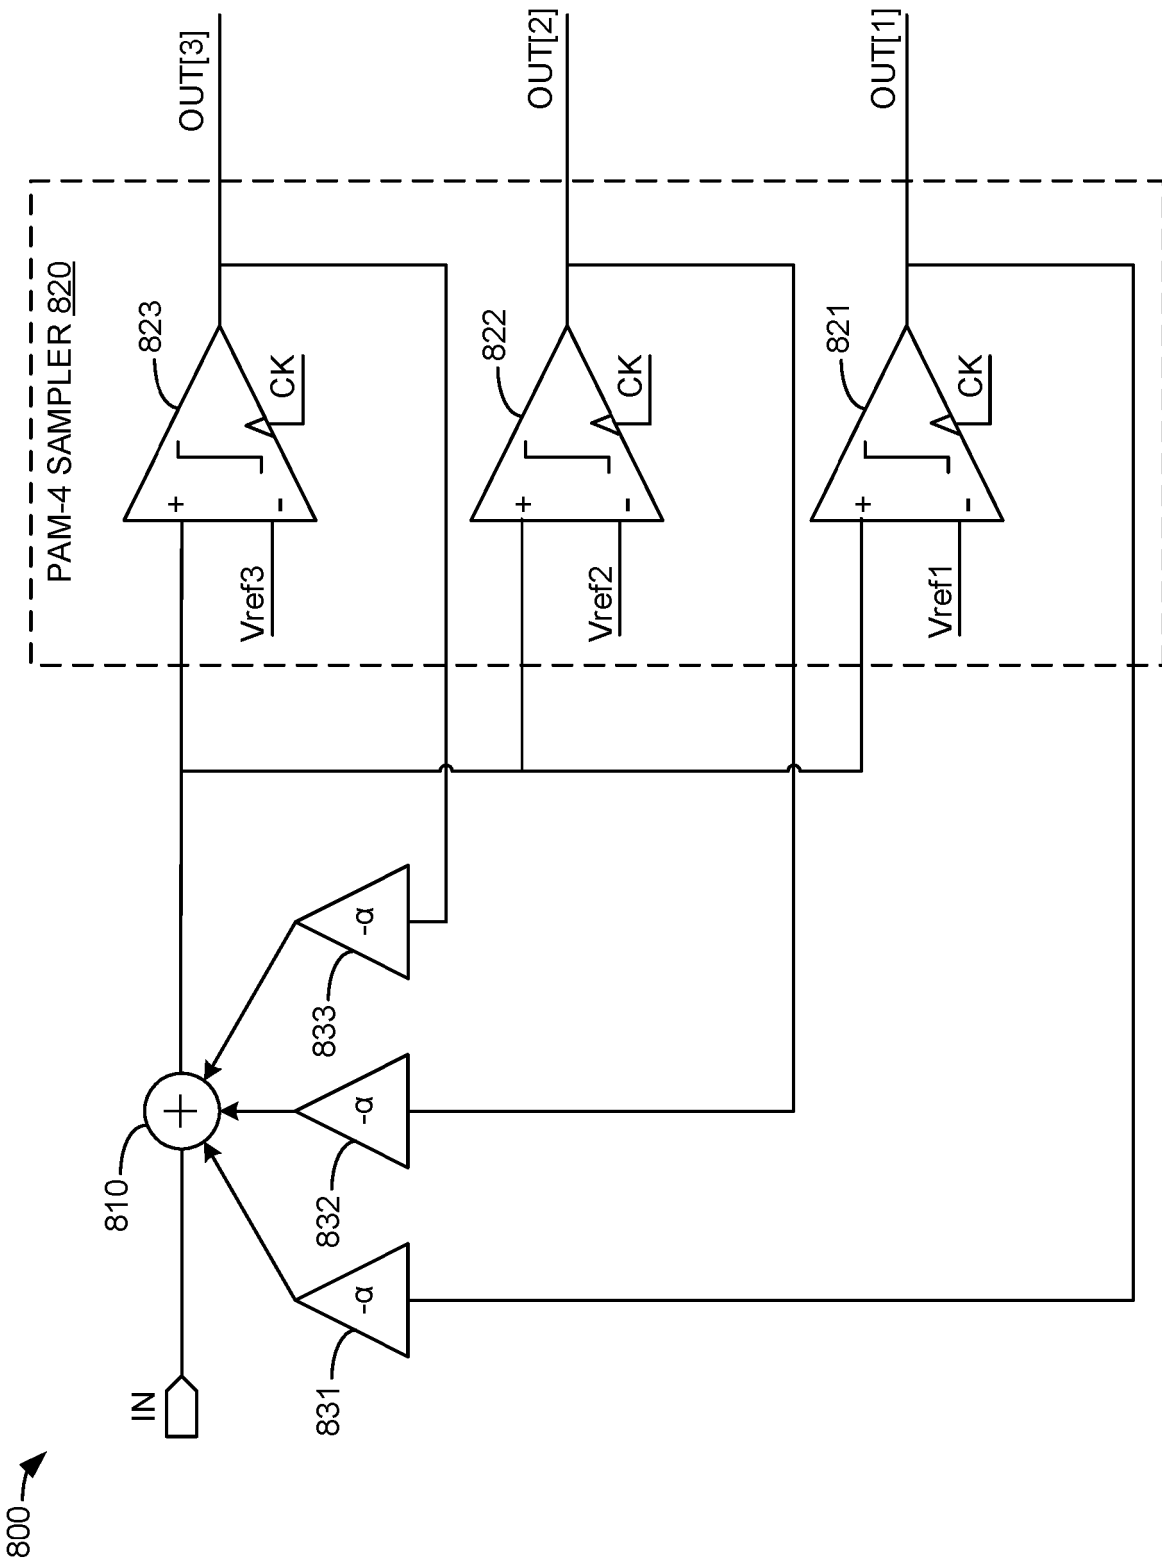 800
IN
810
+
831
-α
832
-α
833
-α
PAM-4 SAMPLER 820
823
+
-
Vref3
CK
OUT[3]
822
+
-
Vref2
CK
OUT[2]
821
+
-
Vref1
CK
OUT[1]